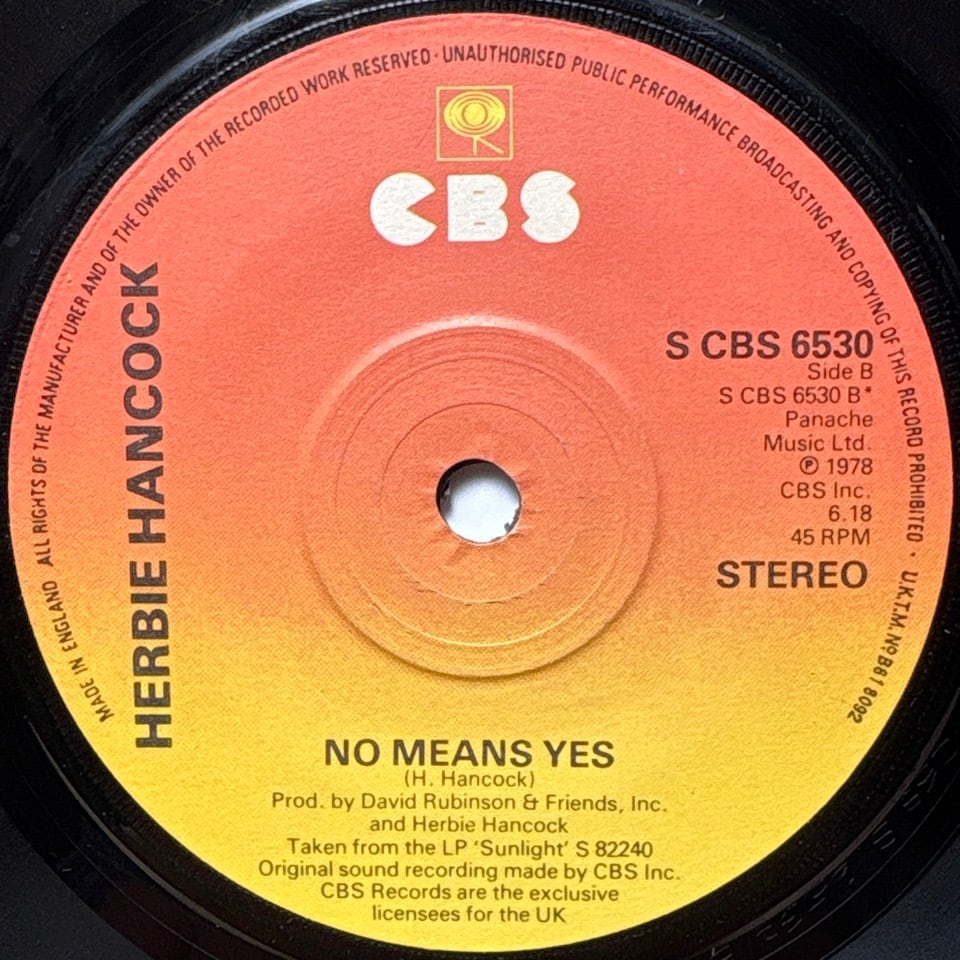 MADE IN ENGLAND ALL RIGHTS OF THE MANUFACTURER AND OF THE OWNER OF THE RECORDED WORK RESERVED · UNAUTHORISED PUBLIC PERFORMANCE BROADCASTING AND COPYING OF THIS RECORD PROHIBITED · U.K.T.M. Nº B618092
CBS
HERBIE HANCOCK
S CBS 6530
Side B
S CBS 6530 B*
Panache
Music Ltd.
℗ 1978
CBS Inc.
6.18
45 RPM
STEREO
NO MEANS YES
(H. Hancock)
Prod. by David Rubinson & Friends, Inc.
and Herbie Hancock
Taken from the LP 'Sunlight' S 82240
Original sound recording made by CBS Inc.
CBS Records are the exclusive
licensees for the UK